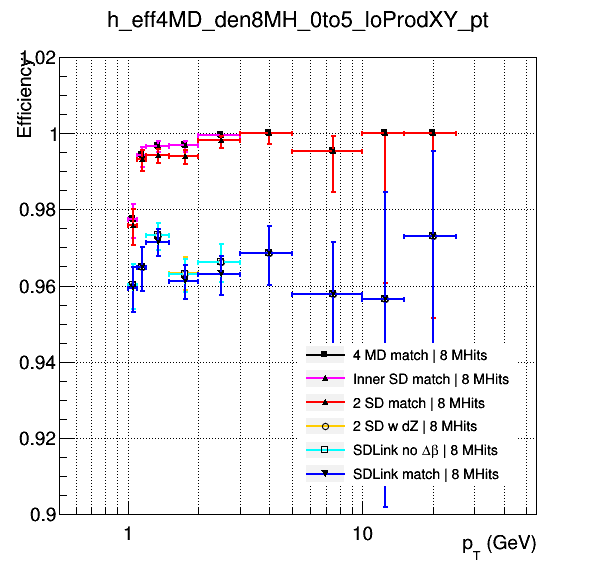 h_eff4MD_den8MH_0to5_loProdXY_pt
Efficiency
1.02
1
0.98
0.96
0.94
0.92
0.9
4 MD match | 8 MHits
Inner SD match | 8 MHits
2 SD match | 8 MHits
2 SD w dZ | 8 MHits
SDLink no Δβ | 8 MHits
SDLink match | 8 MHits
1 10
p_T (GeV)